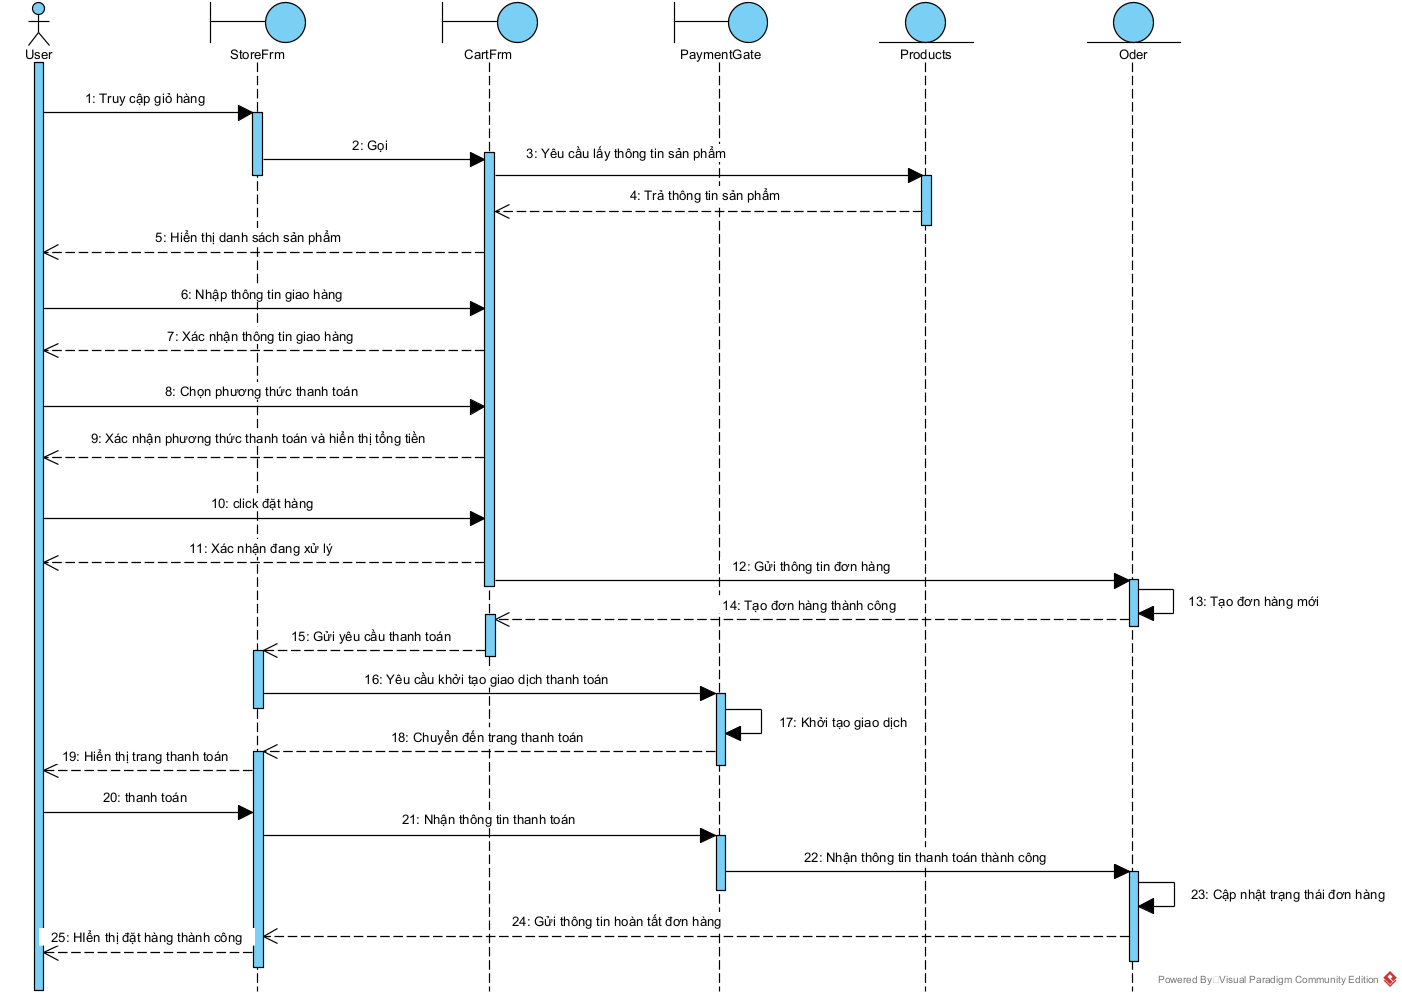 User
StoreFrm
CartFrm
PaymentGate
Products
Oder
1: Truy cập giỏ hàng
2: Gọi
3: Yêu cầu lấy thông tin sản phẩm
4: Trả thông tin sản phẩm
5: Hiển thị danh sách sản phẩm
6: Nhập thông tin giao hàng
7: Xác nhận thông tin giao hàng
8: Chọn phương thức thanh toán
9: Xác nhận phương thức thanh toán và hiển thị tổng tiền
10: click đặt hàng
11: Xác nhận đang xử lý
12: Gửi thông tin đơn hàng
13: Tạo đơn hàng mới
14: Tạo đơn hàng thành công
15: Gửi yêu cầu thanh toán
16: Yêu cầu khởi tạo giao dịch thanh toán
17: Khởi tạo giao dịch
18: Chuyển đến trang thanh toán
19: Hiển thị trang thanh toán
20: thanh toán
21: Nhận thông tin thanh toán
22: Nhận thông tin thanh toán thành công
23: Cập nhật trạng thái đơn hàng
24: Gửi thông tin hoàn tất đơn hàng
25: HIển thị đặt hàng thành công
Powered By Visual Paradigm Community Edition